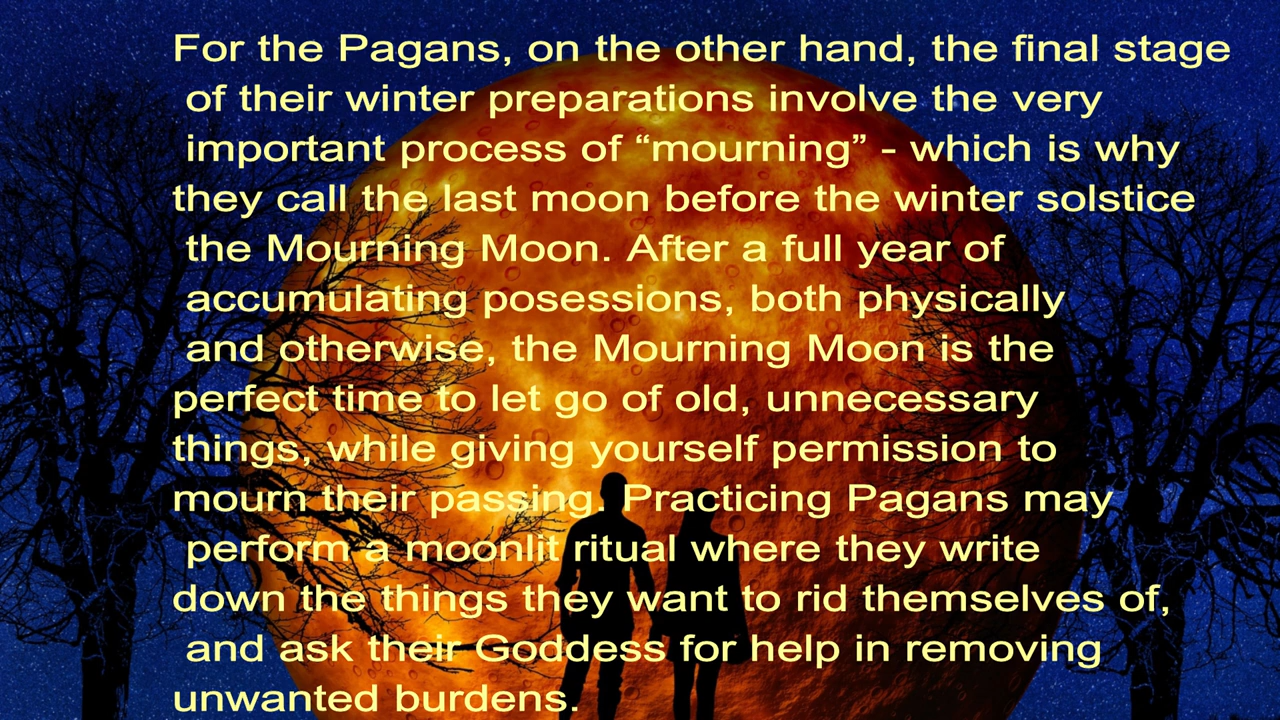 For the Pagans, on the other hand, the final stage
of their winter preparations involve the very
important process of “mourning” - which is why
they call the last moon before the winter solstice
the Mourning Moon. After a full year of
accumulating posessions, both physically
and otherwise, the Mourning Moon is the
perfect time to let go of old, unnecessary
things, while giving yourself permission to
mourn their passing. Practicing Pagans may
perform a moonlit ritual where they write
down the things they want to rid themselves of,
and ask their Goddess for help in removing
unwanted burdens.